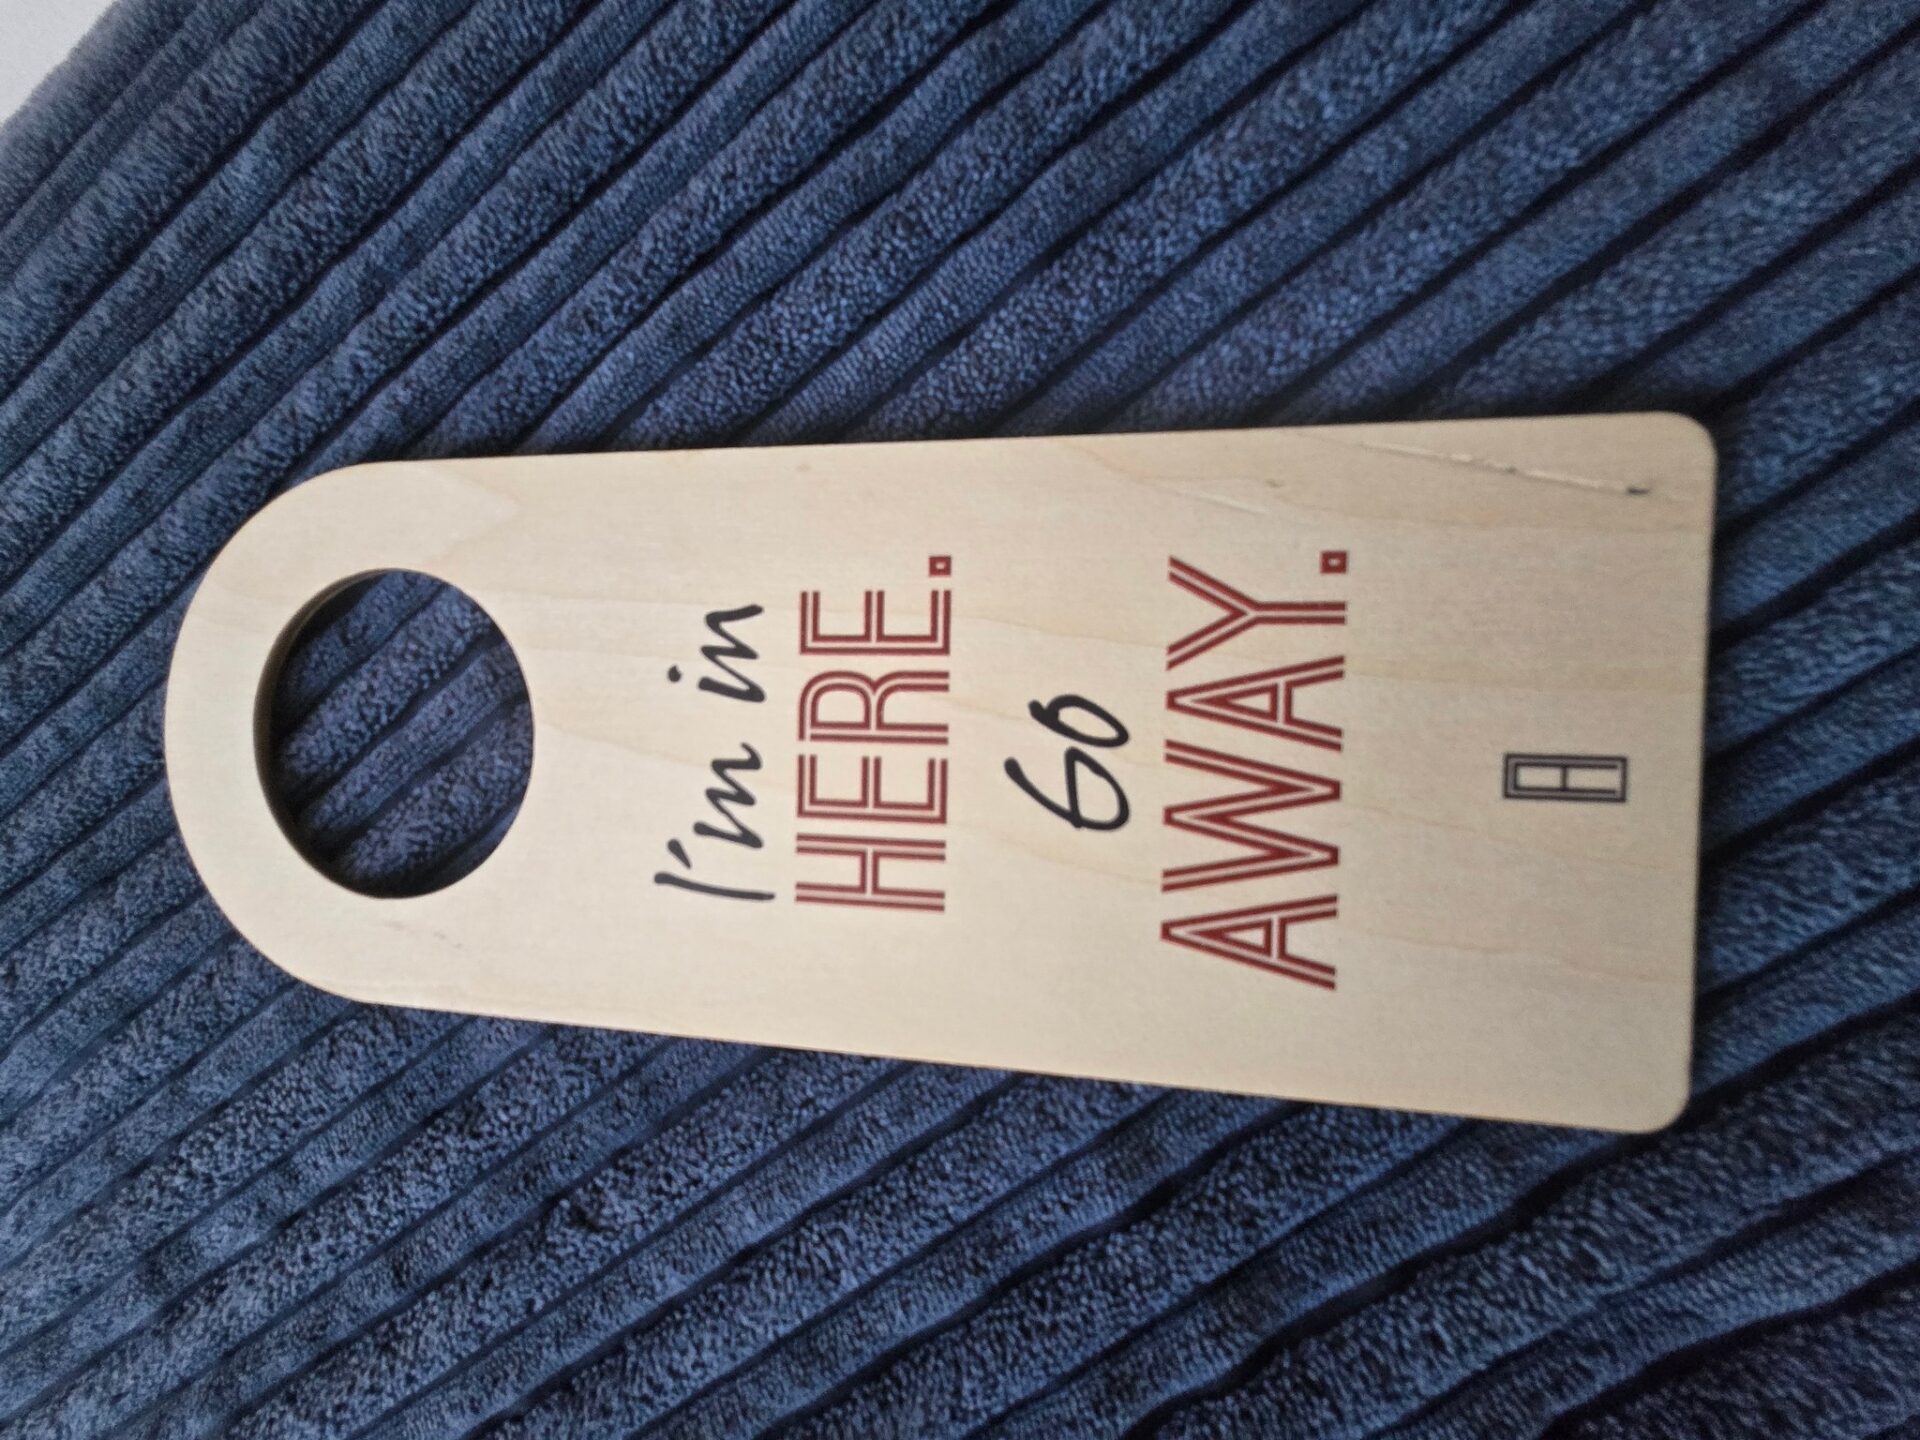 I'm in
HERE.
Go
AWAY.
A